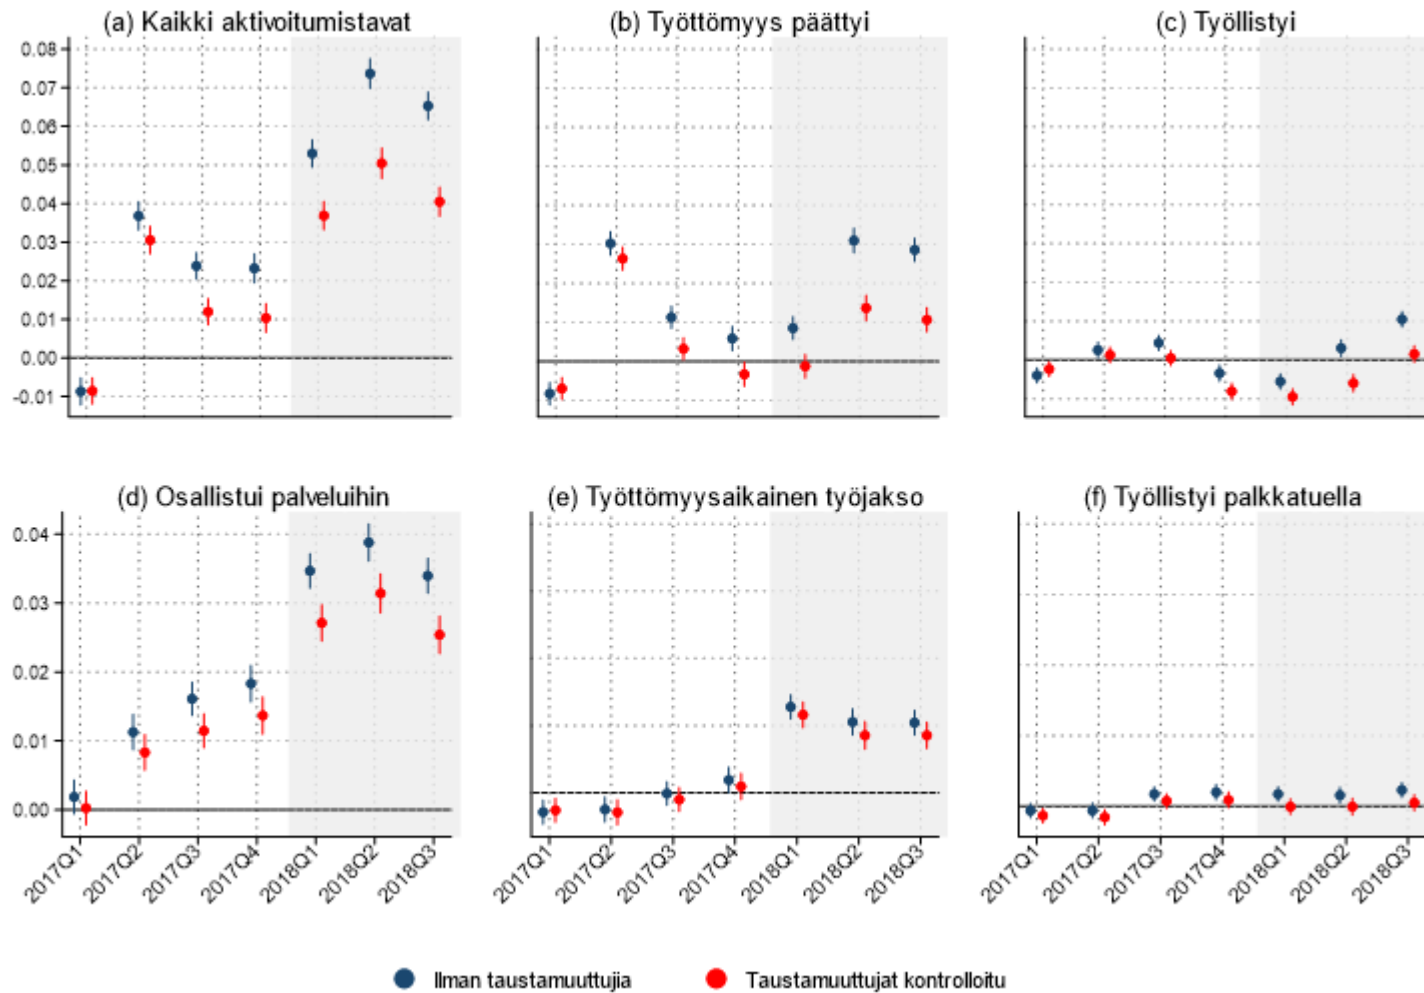 (a) Kaikki aktivoitumistavat
(b) Työttömyys päättyi
(c) Työllistyi
0.08
0.07
0.06
0.05
0.04
0.03
0.02
0.01
0.00
-0.01
(d) Osallistui palveluihin
(e) Työttömyysaikainen työjakso
(f) Työllistyi palkkatuella
0.04
0.03
0.02
0.01
0.00
2017Q1
2017Q2
2017Q3
2017Q4
2018Q1
2018Q2
2018Q3
2017Q1
2017Q2
2017Q3
2017Q4
2018Q1
2018Q2
2018Q3
2017Q1
2017Q2
2017Q3
2017Q4
2018Q1
2018Q2
2018Q3
Ilman taustamuuttujia
Taustamuuttujat kontrolloitu